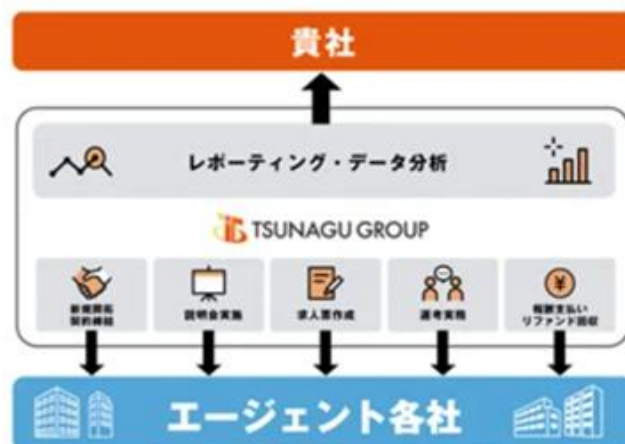 貴社
レポーティング・データ分析
TSUNAGU GROUP
新規開拓
契約締結
説明会実施
求人票作成
選考実務
報酬支払い
リファンド回収
エージェント各社